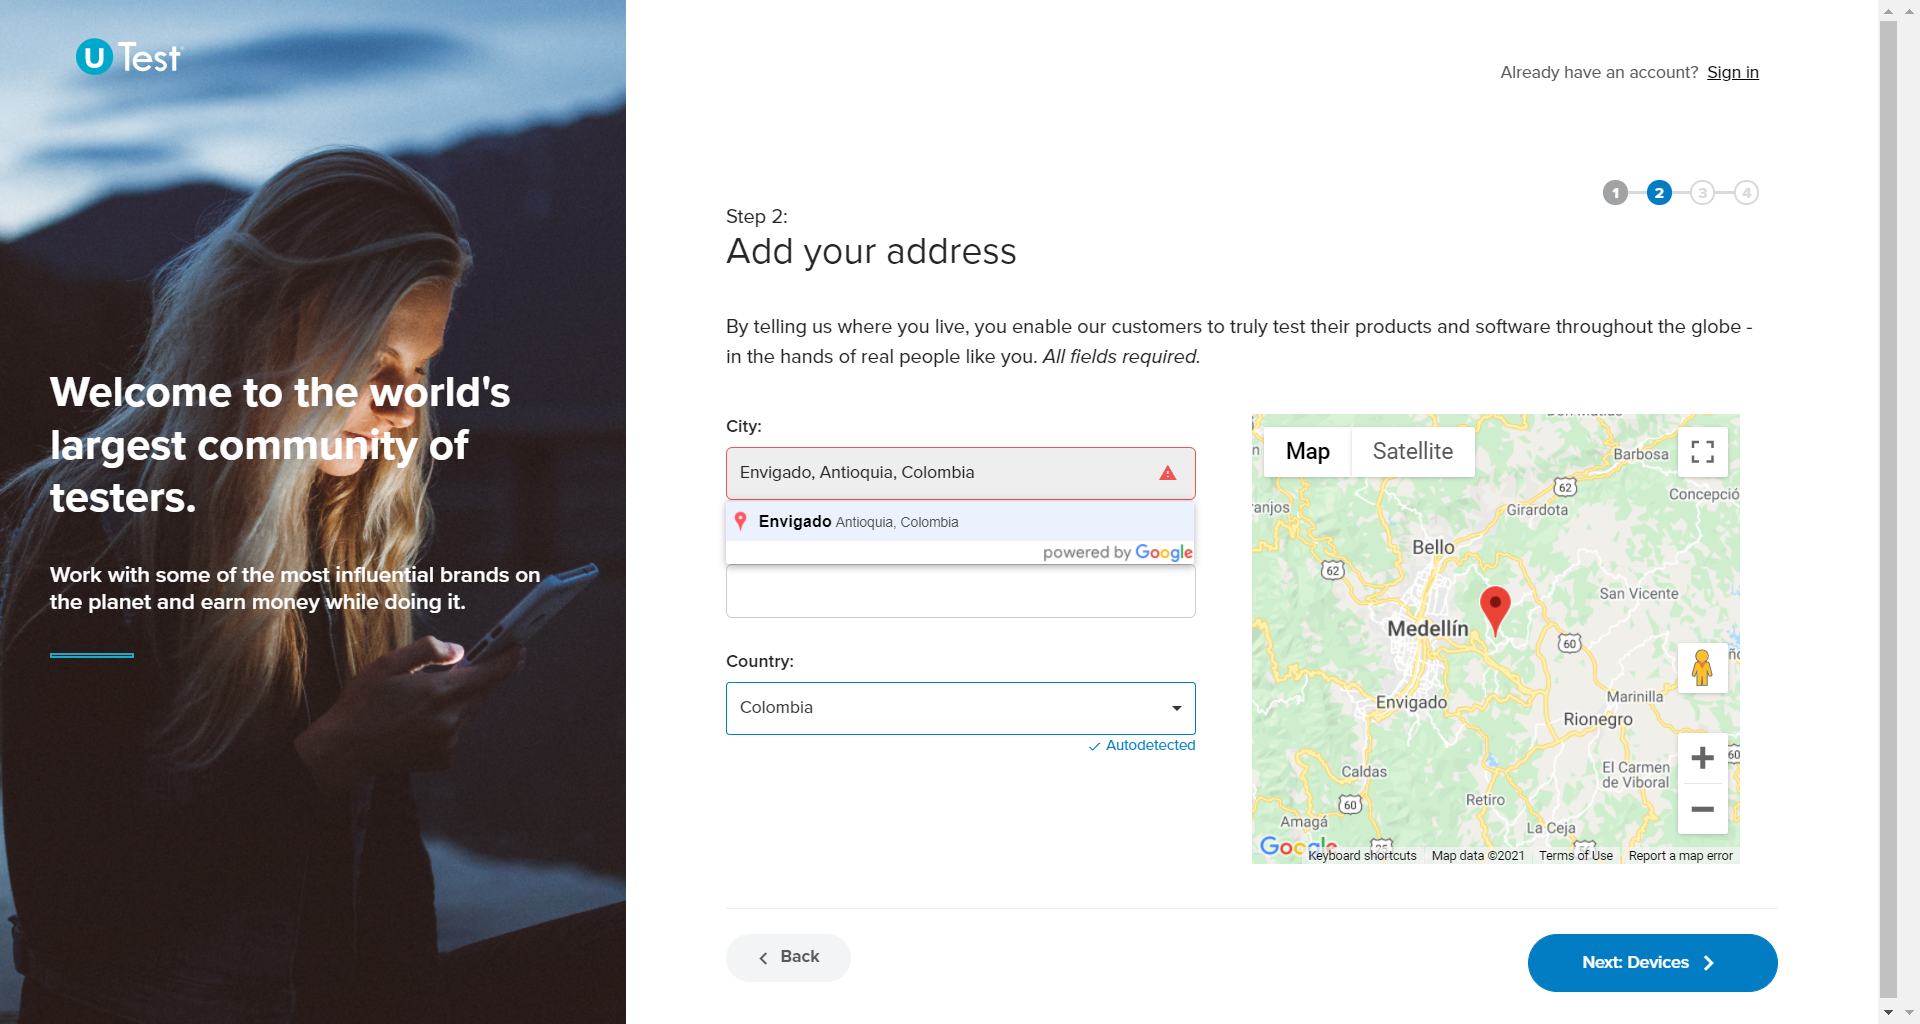 U Test
Already have an account? Sign in
1 2 3 4
Step 2:
Add your address
By telling us where you live, you enable our customers to truly test their products and software throughout the globe -
in the hands of real people like you. All fields required.
Welcome to the world's
largest community of
testers.
Work with some of the most influential brands on
the planet and earn money while doing it.
City:
Envigado, Antioquia, Colombia
Envigado Antioquia, Colombia
powered by Google
Country:
Colombia
Autodetected
Map
Satellite
Barbosa
62
Concepció
ranjos
Girardota
Bello
62
San Vicente
Medellín
60
Envigado
Marinilla
Rionegro
60
Caldas
El Carmen
de Viboral
60
Retiro
Amagá
La Ceja
Google
25
Keyboard shortcuts
Map data ©2021
Terms of Use
Report a map error
Back
Next: Devices